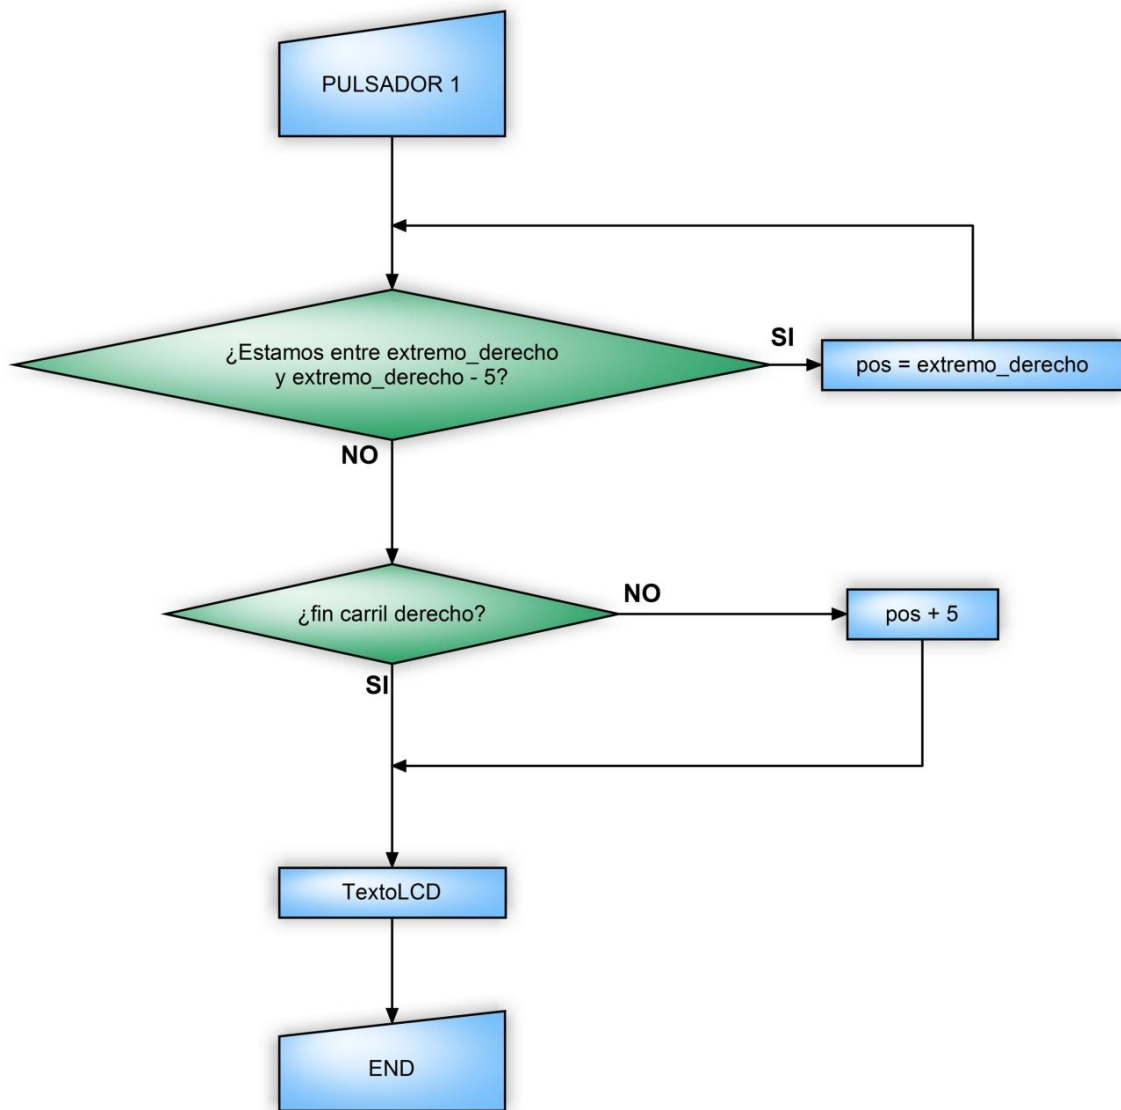 PULSADOR 1
¿Estamos entre extremo_derecho
y extremo_derecho - 5?
SI
pos = extremo_derecho
NO
¿fin carril derecho?
NO
pos + 5
SI
TextoLCD
END